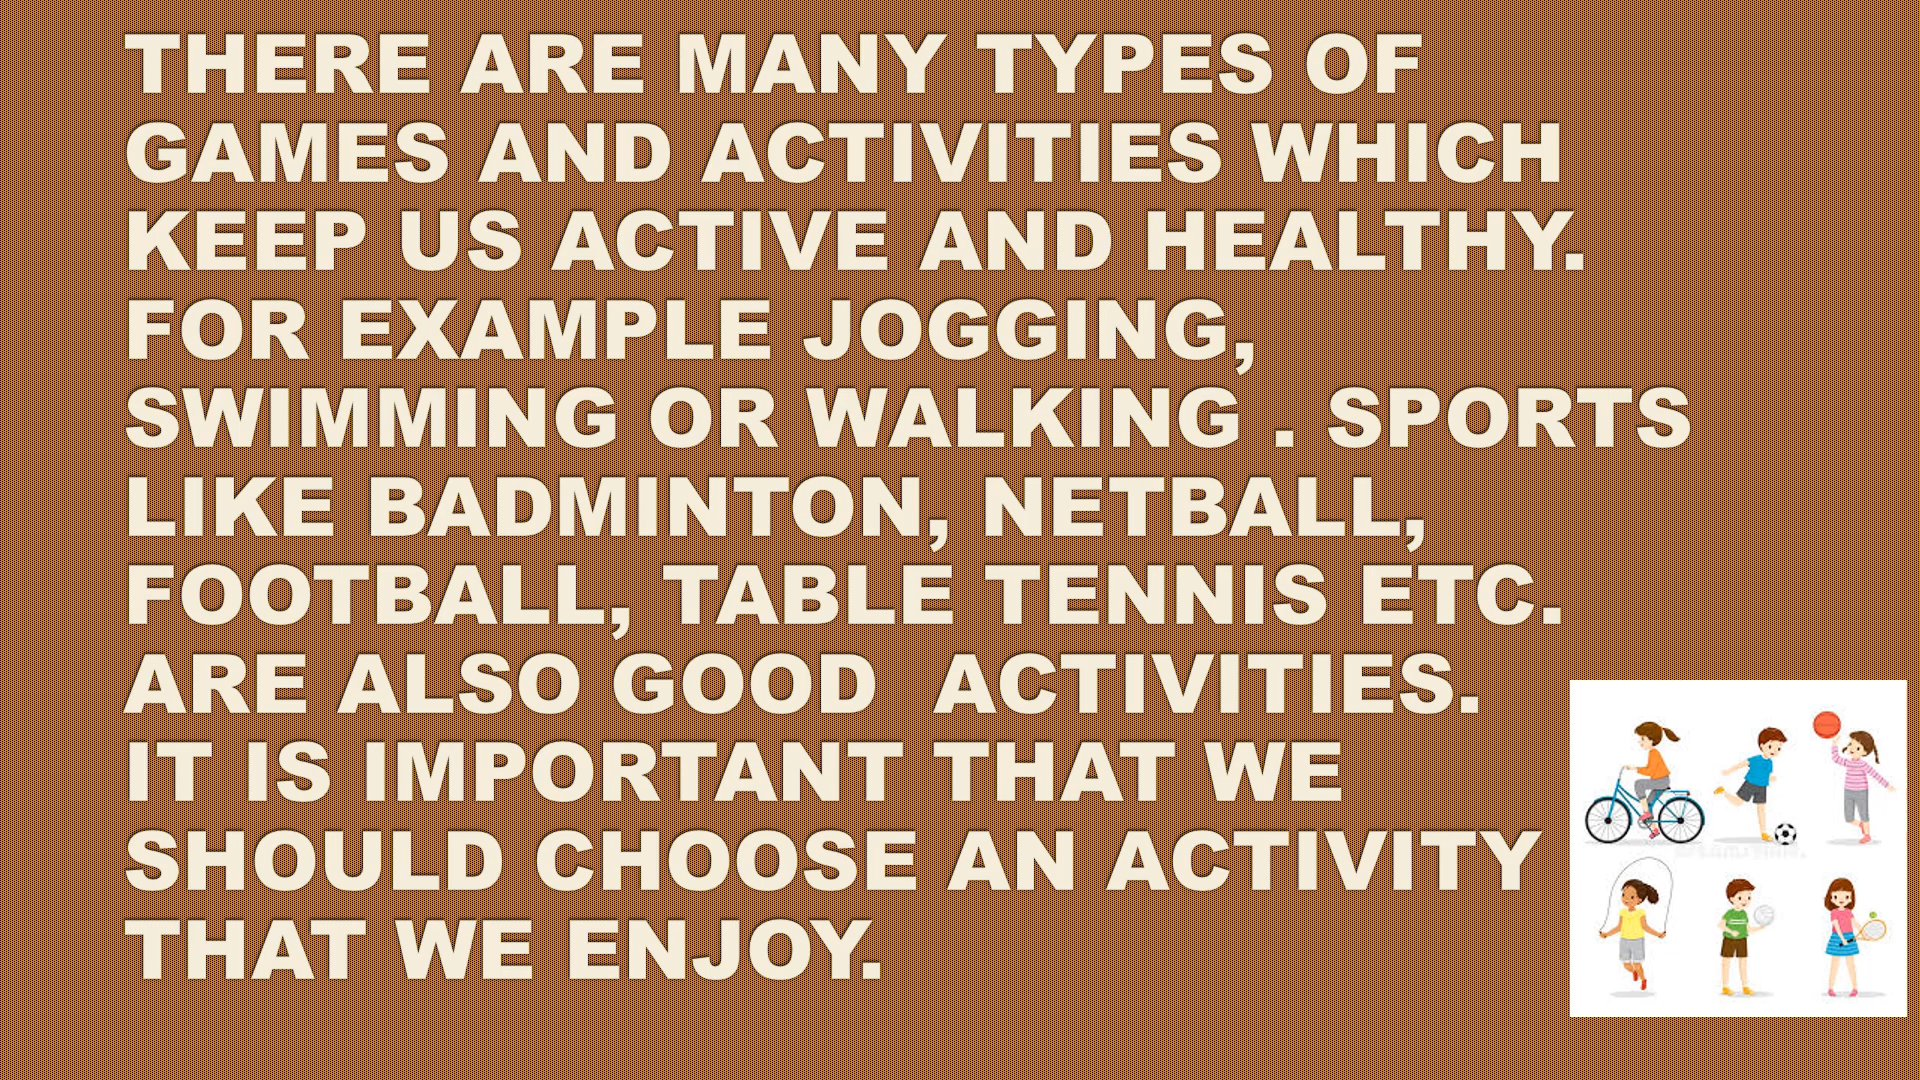 THERE ARE MANY TYPES OF
GAMES AND ACTIVITIES WHICH
KEEP US ACTIVE AND HEALTHY.
FOR EXAMPLE JOGGING,
SWIMMING OR WALKING . SPORTS
LIKE BADMINTON, NETBALL,
FOOTBALL, TABLE TENNIS ETC.
ARE ALSO GOOD  ACTIVITIES.
IT IS IMPORTANT THAT WE
SHOULD CHOOSE AN ACTIVITY
THAT WE ENJOY.